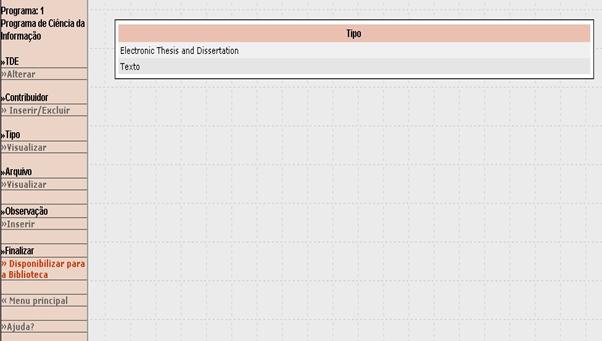 Programa: 1
Programa de Ciência da
Informação
»TDE
»Alterar
»Contribuidor
» Inserir/Excluir
»Tipo
»Visualizar
»Arquivo
»Visualizar
»Observação
»Inserir
»Finalizar
» Disponibilizar para
a Biblioteca
« Menu principal
»Ajuda?
Tipo
Electronic Thesis and Dissertation
Texto